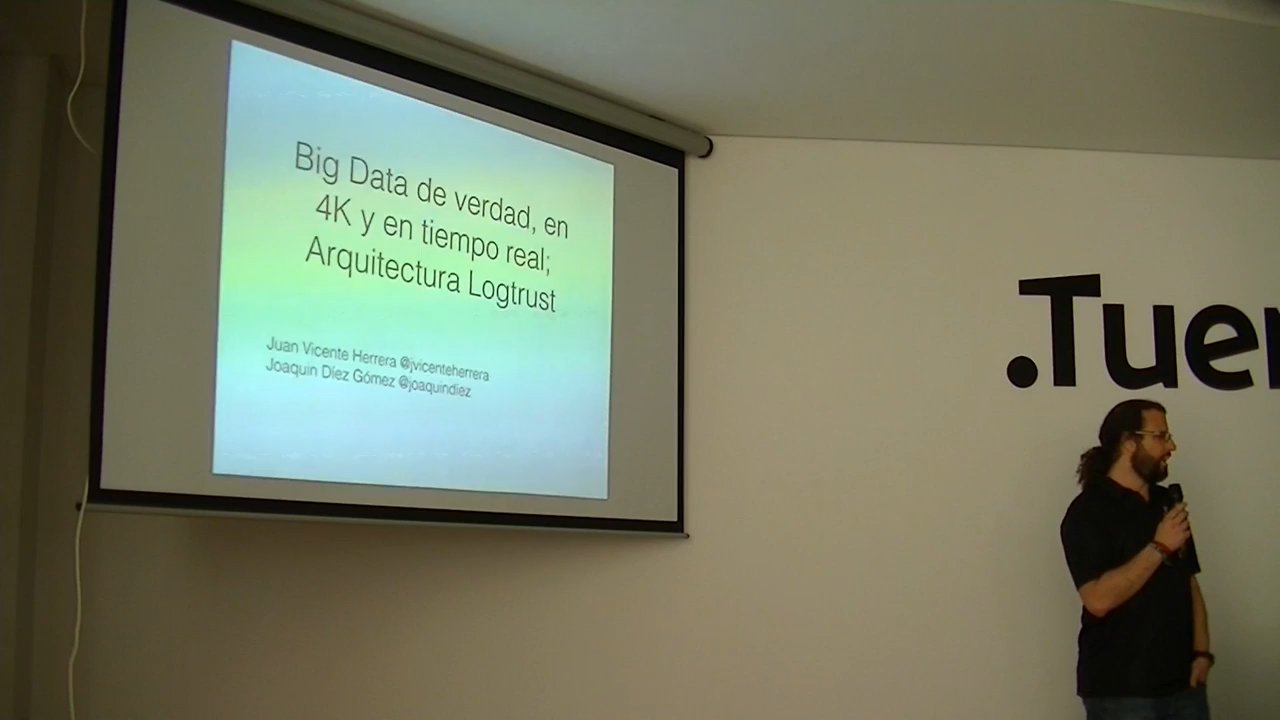 Big Data de verdad, en
4K y en tiempo real;
Arquitectura Logtrust
Juan Vicente Herrera @jvicenteherrera
Joaquin Díez Gómez @joaquindiez
.Tuen